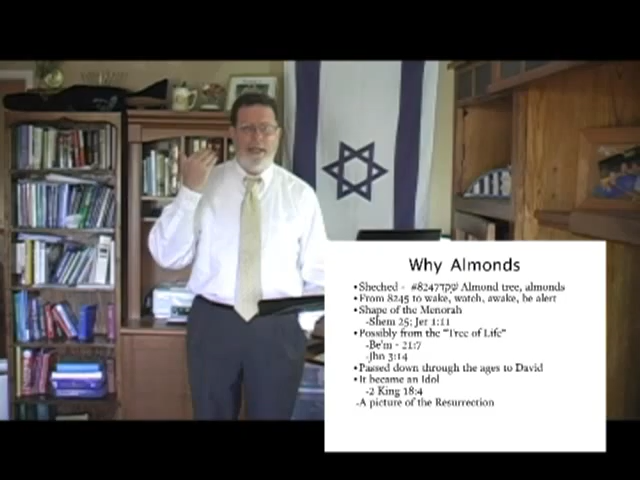 Why Almonds
•Sheched - #8247שקד Almond tree, almonds
•From 8245 to wake, watch, awake, be alert
•Shape of the Menorah
-Shem 25: Jer 1:11
•Possibly from the "Tree of Life"
-Be'm - 21:7
-Jhn 3:14
•Passed down through the ages to David
•It became an Idol
-2 King 18:4
-A picture of the Resurrection